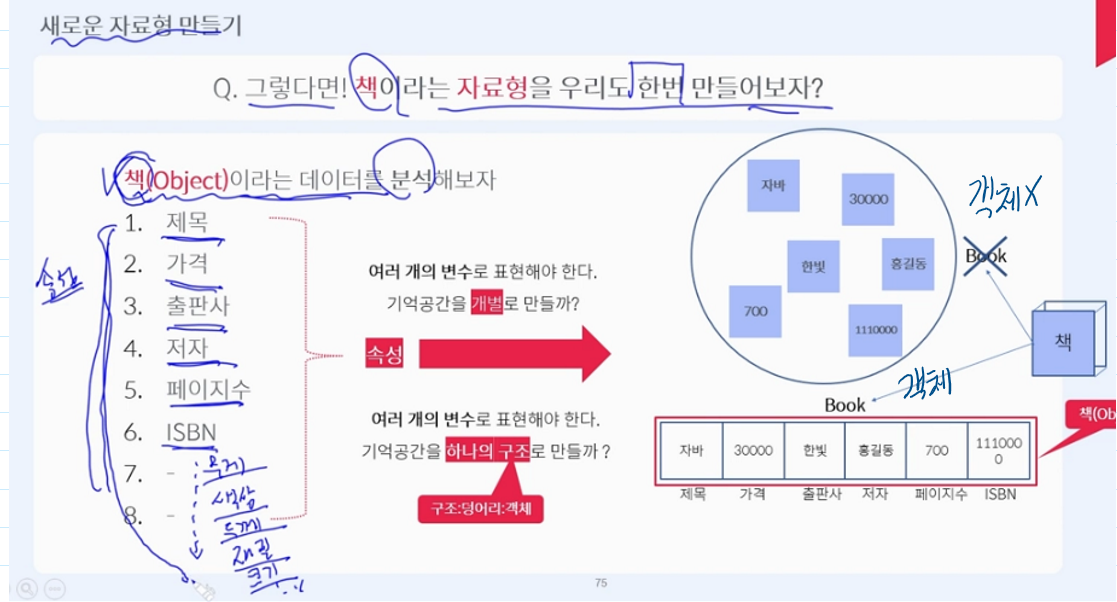 새로운 자료형 만들기
Q. 그렇다면! 책이라는 자료형을 우리도 한번 만들어보자?
책(Object)이라는 데이터를 분석해보자
1. 제목
2. 가격
3. 출판사
4. 저자
5. 페이지수
6. ISBN
7. -
8. -
속성
무게
색상
두께
재질
크기
여러 개의 변수로 표현해야 한다.
기억공간을 개별로 만들까?
속성
여러 개의 변수로 표현해야 한다.
기억공간을 하나의 구조로 만들까 ?
구조:덩어리:객체
자바
30000
한빛
홍길동
700
1110000
객체X
Book
책
객체
Book
책(Ob
자바 30000 한빛 홍길동 700 111000
0
제목 가격 출판사 저자 페이지수 ISBN
75